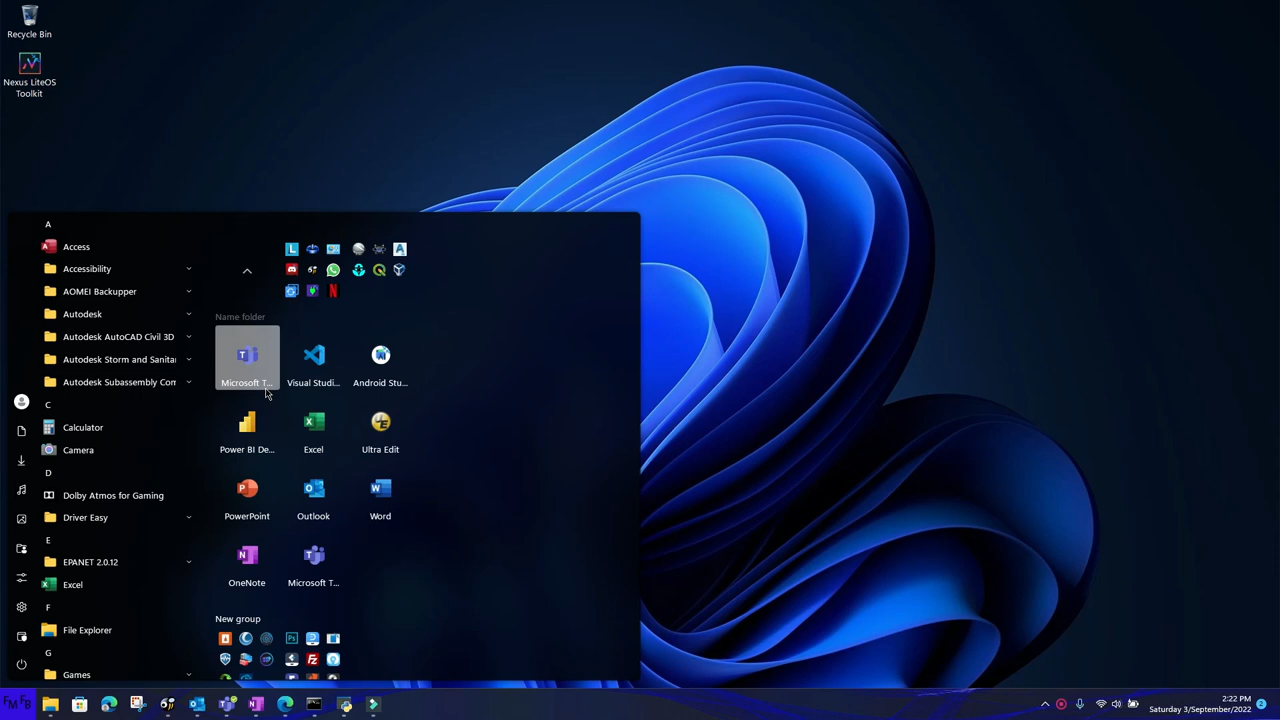 Recycle Bin
Nexus LiteOS
Toolkit
A
Access
Accessibility
AOMEI Backupper
Autodesk
Autodesk AutoCAD Civil 3D
Autodesk Storm and Sanitar
Autodesk Subassembly Com
C
Calculator
Camera
D
Dolby Atmos for Gaming
Driver Easy
E
EPANET 2.0.12
Excel
F
File Explorer
G
Games
Name folder
Microsoft T...
Visual Studi...
Android Stu...
Power BI De...
Excel
Ultra Edit
PowerPoint
Outlook
Word
OneNote
Microsoft T...
New group
2:22 PM
Saturday 3/September/2022
2